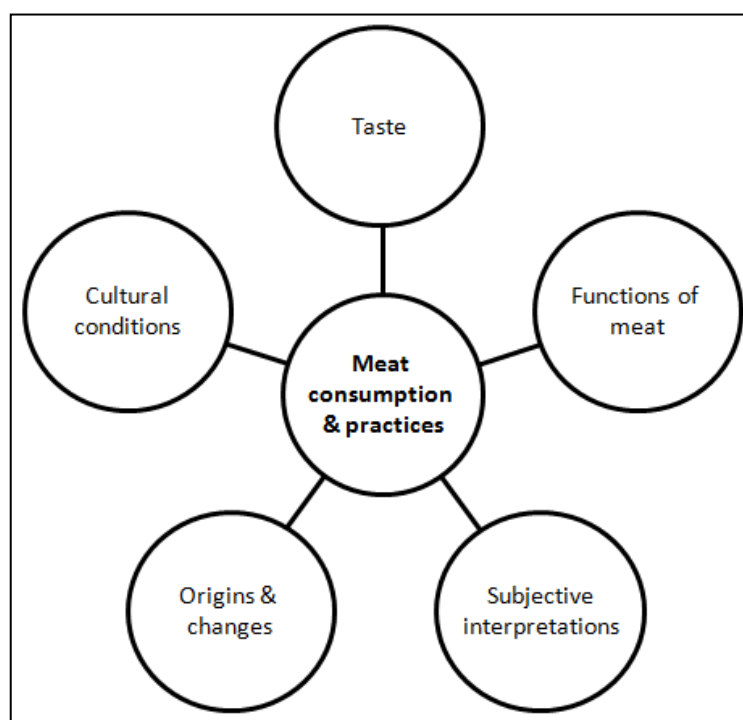 Taste
Cultural
conditions
Functions of
meat
Meat
consumption
& practices
Origins &
changes
Subjective
interpretations